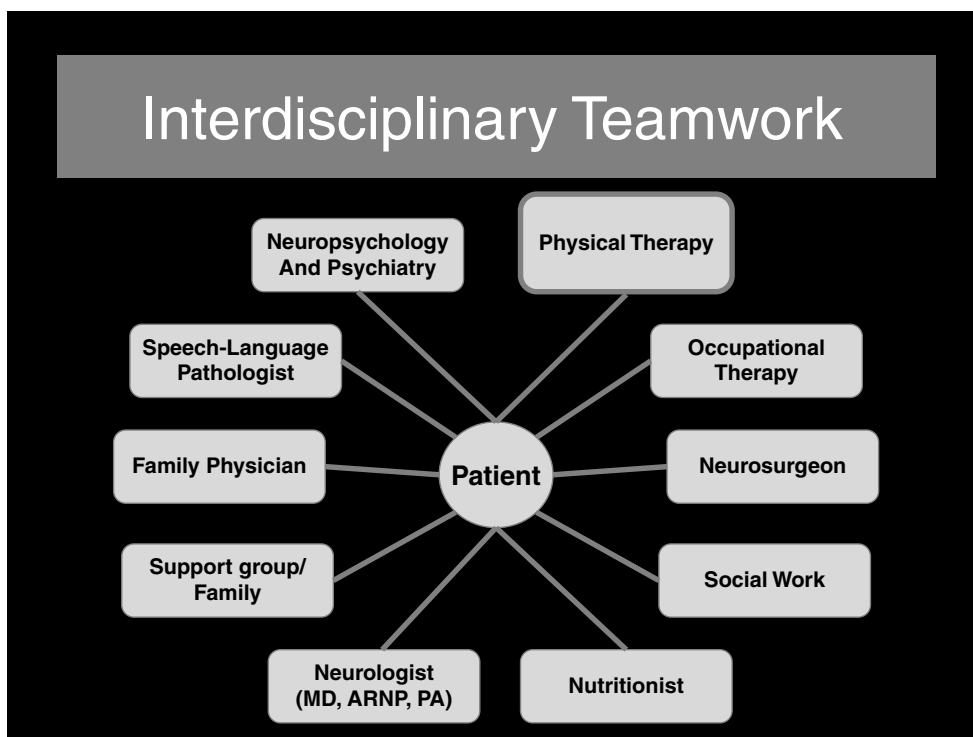 Interdisciplinary Teamwork
Neuropsychology
And Psychiatry
Physical Therapy
Speech-Language
Pathologist
Occupational
Therapy
Family Physician
Patient
Neurosurgeon
Support group/
Family
Social Work
Neurologist
(MD, ARNP, PA)
Nutritionist